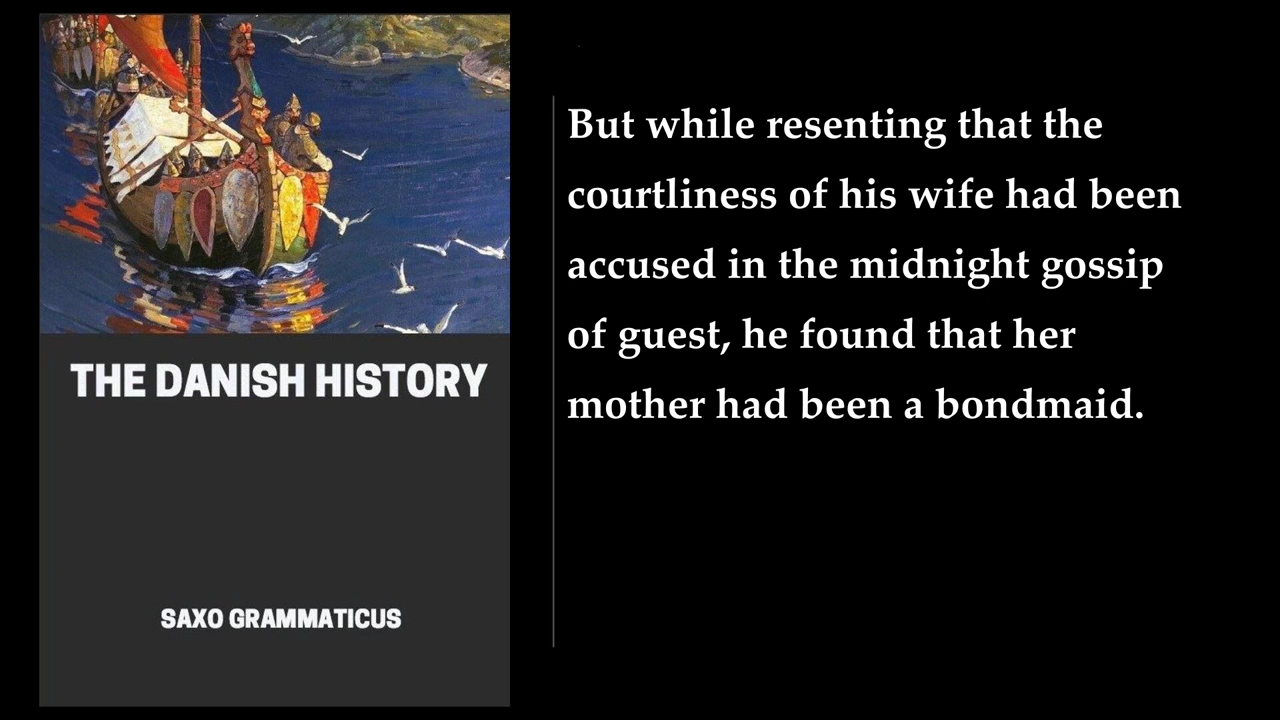 THE DANISH HISTORY
SAXO GRAMMATICUS
But while resenting that the
courtliness of his wife had been
accused in the midnight gossip
of guest, he found that her
mother had been a bondmaid.